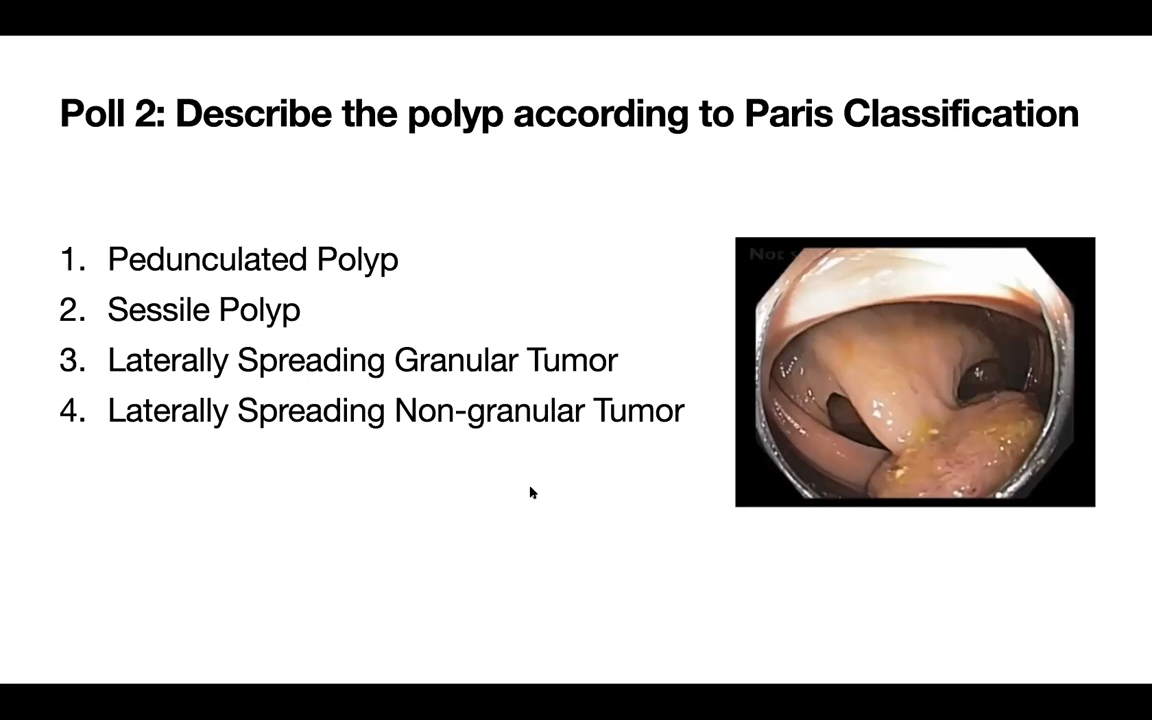 Poll 2: Describe the polyp according to Paris Classification
1. Pedunculated Polyp
2. Sessile Polyp
3. Laterally Spreading Granular Tumor
4. Laterally Spreading Non-granular Tumor
Not